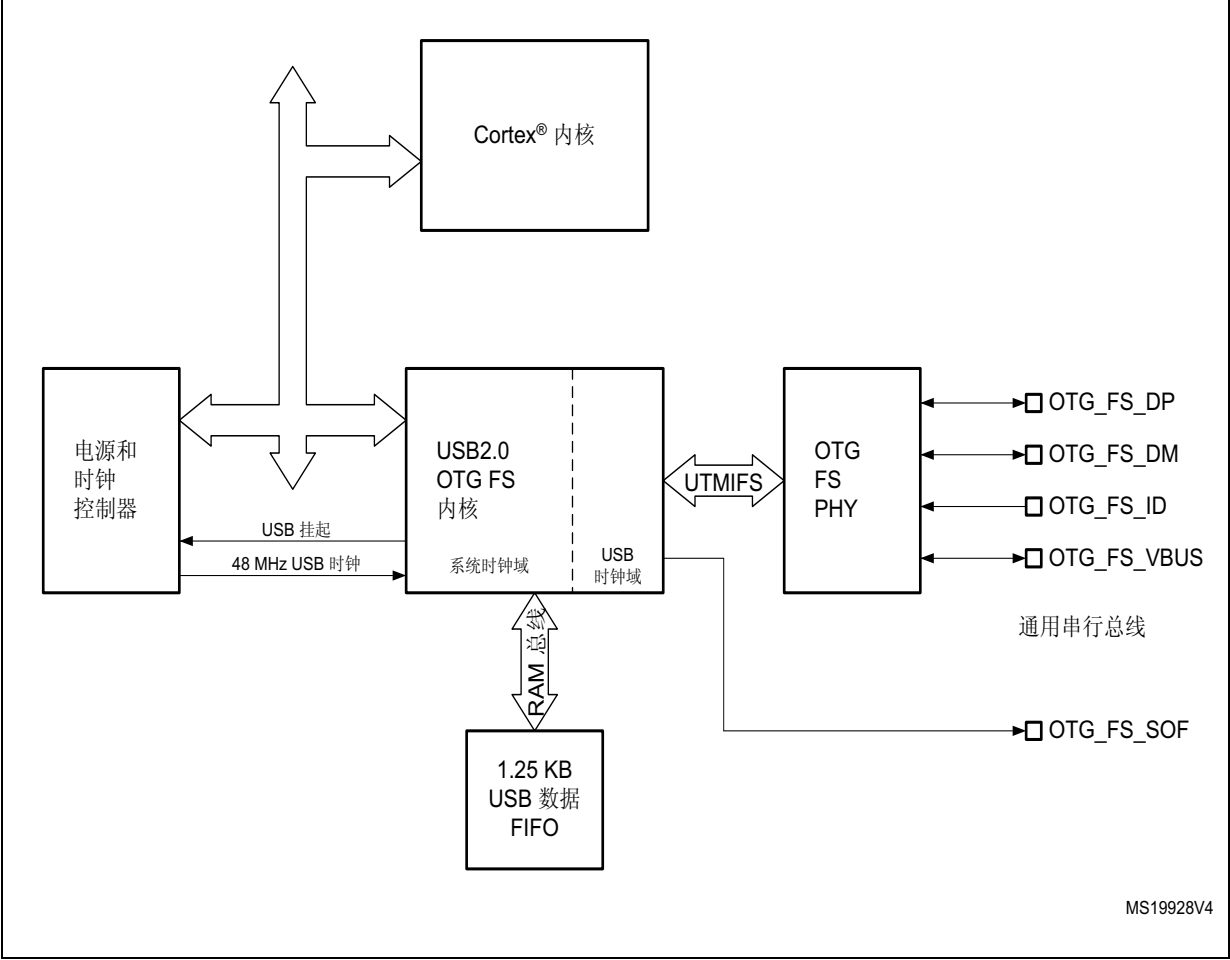 Cortex® 内核
电源和
时钟
控制器
USB2.0
OTG FS
内核
系统时钟域
USB
时钟域
USB 挂起
48 MHz USB 时钟
UTMIFS
OTG
FS
PHY
OTG_FS_DP
OTG_FS_DM
OTG_FS_ID
OTG_FS_VBUS
通用串行总线
RAM 总线
OTG_FS_SOF
1.25 KB
USB 数据
FIFO
MS19928V4